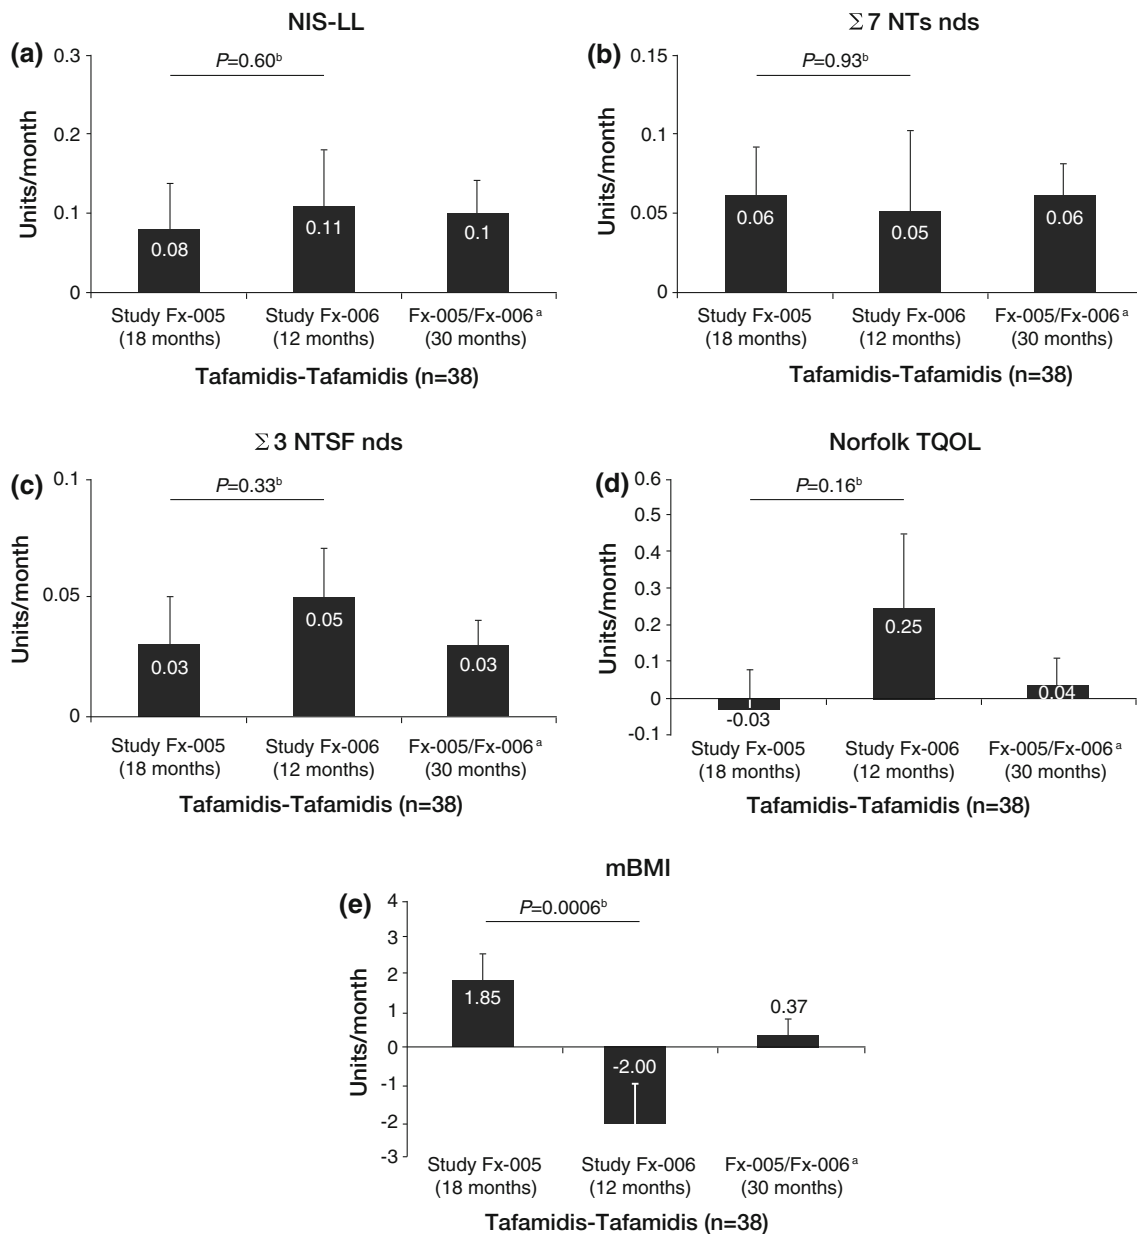 NIS-LL
(a)
0.3
0.2
0.1
0
Units/month
P=0.60b
0.08
0.11
0.1
Study Fx-005
(18 months)
Study Fx-006
(12 months)
Fx-005/Fx-006a
(30 months)
Tafamidis-Tafamidis (n=38)
Σ 7 NTs nds
(b)
0.15
0.1
0.05
0
Units/month
P=0.93b
0.06
0.05
0.06
Study Fx-005
(18 months)
Study Fx-006
(12 months)
Fx-005/Fx-006a
(30 months)
Tafamidis-Tafamidis (n=38)
Σ 3 NTSF nds
(c)
0.1
0.05
0
Units/month
P=0.33b
0.03
0.05
0.03
Study Fx-005
(18 months)
Study Fx-006
(12 months)
Fx-005/Fx-006a
(30 months)
Tafamidis-Tafamidis (n=38)
Norfolk TQOL
(d)
0.6
0.5
0.4
0.3
0.2
0.1
0
-0.1
Units/month
P=0.16b
-0.03
0.25
0.04
Study Fx-005
(18 months)
Study Fx-006
(12 months)
Fx-005/Fx-006a
(30 months)
Tafamidis-Tafamidis (n=38)
mBMI
(e)
4
3
2
1
0
-1
-2
-3
Units/month
P=0.0006b
1.85
-2.00
0.37
Study Fx-005
(18 months)
Study Fx-006
(12 months)
Fx-005/Fx-006a
(30 months)
Tafamidis-Tafamidis (n=38)